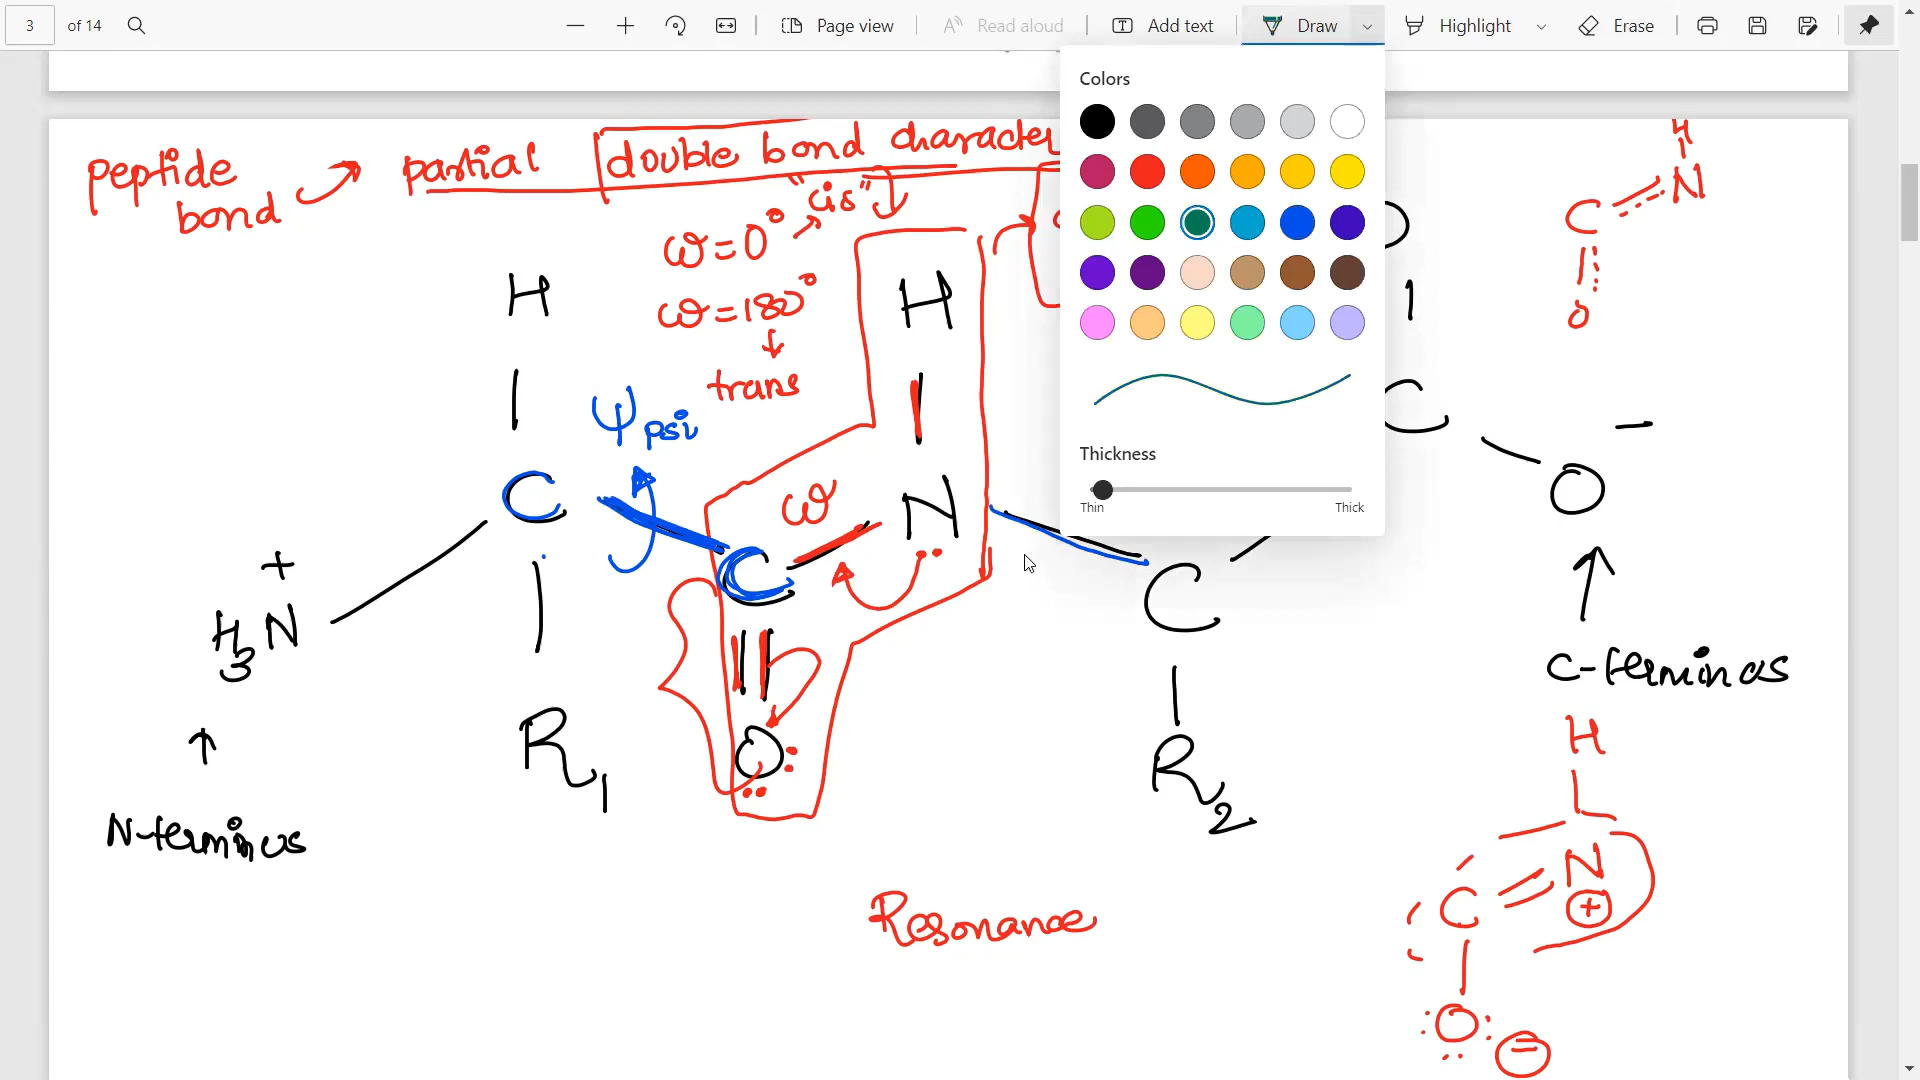 3 of 14 Page view Read aloud Add text Draw Highlight Erase
Colors
Thickness
Thin Thick
peptide bond → partial double bond character
ω = 0° → "cis"
ω = 180°
↓
trans
ψ psi
ω
H
H
C
N
C
O
H3N
+
R1
C
R2
C
O
−
↑
N-terminus
↑
C-terminus
Resonance
H
N
C
O
H
N
+
C
O
−